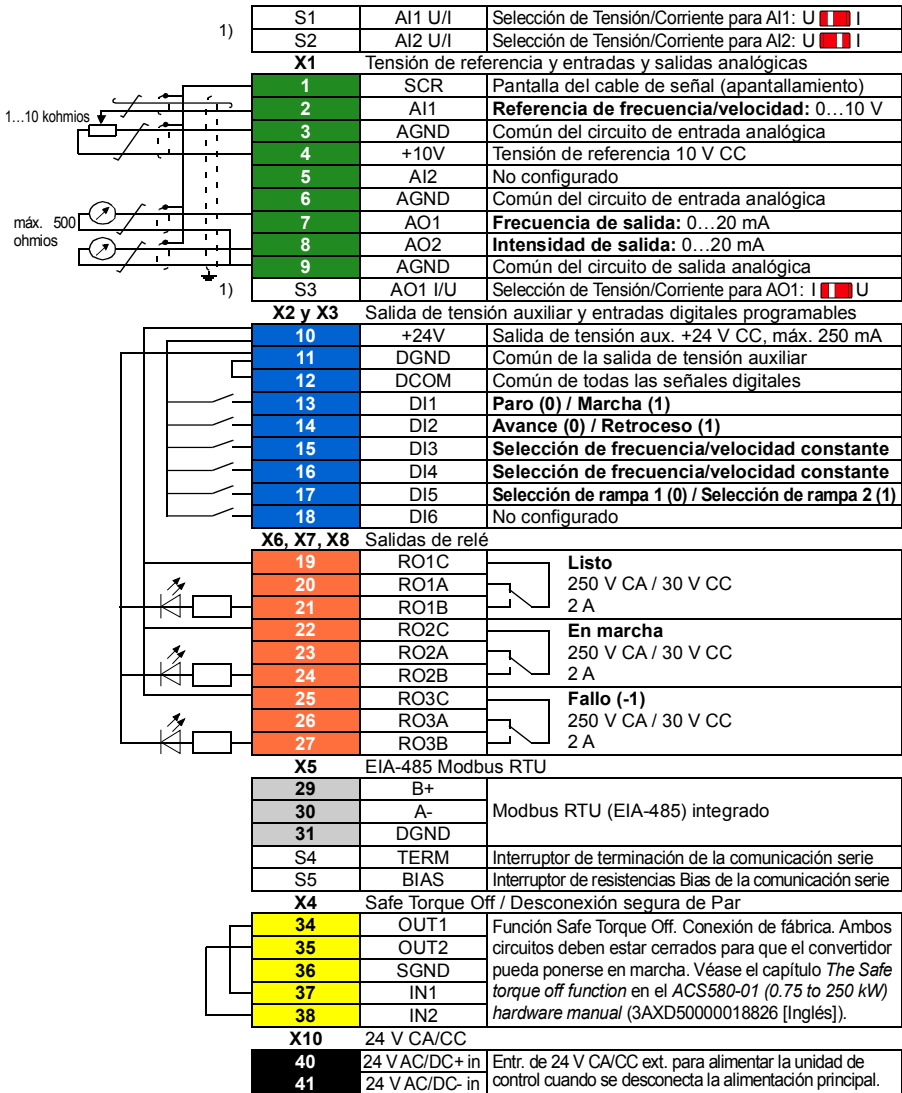 1) S1 AI1 U/I Selección de Tensión/Corriente para AI1: U I
S2 AI2 U/I Selección de Tensión/Corriente para AI2: U I
X1 Tensión de referencia y entradas y salidas analógicas
1 SCR Pantalla del cable de señal (apantallamiento)
1…10 kohmios 2 AI1 Referencia de frecuencia/velocidad: 0…10 V
3 AGND Común del circuito de entrada analógica
4 +10V Tensión de referencia 10 V CC
5 AI2 No configurado
6 AGND Común del circuito de entrada analógica
máx. 500 ohmios 7 AO1 Frecuencia de salida: 0…20 mA
8 AO2 Intensidad de salida: 0…20 mA
9 AGND Común del circuito de salida analógica
1) S3 AO1 I/U Selección de Tensión/Corriente para AO1: I U
X2 y X3 Salida de tensión auxiliar y entradas digitales programables
10 +24V Salida de tensión aux. +24 V CC, máx. 250 mA
11 DGND Común de la salida de tensión auxiliar
12 DCOM Común de todas las señales digitales
13 DI1 Paro (0) / Marcha (1)
14 DI2 Avance (0) / Retroceso (1)
15 DI3 Selección de frecuencia/velocidad constante
16 DI4 Selección de frecuencia/velocidad constante
17 DI5 Selección de rampa 1 (0) / Selección de rampa 2 (1)
18 DI6 No configurado
X6, X7, X8 Salidas de relé
19 RO1C Listo
20 RO1A 250 V CA / 30 V CC
21 RO1B 2 A
22 RO2C En marcha
23 RO2A 250 V CA / 30 V CC
24 RO2B 2 A
25 RO3C Fallo (-1)
26 RO3A 250 V CA / 30 V CC
27 RO3B 2 A
X5 EIA-485 Modbus RTU
29 B+
30 A- Modbus RTU (EIA-485) integrado
31 DGND
S4 TERM Interruptor de terminación de la comunicación serie
S5 BIAS Interruptor de resistencias Bias de la comunicación serie
X4 Safe Torque Off / Desconexión segura de Par
34 OUT1 Función Safe Torque Off. Conexión de fábrica. Ambos
35 OUT2 circuitos deben estar cerrados para que el convertidor
36 SGND pueda ponerse en marcha. Véase el capítulo The Safe
37 IN1 torque off function en el ACS580-01 (0.75 to 250 kW)
38 IN2 hardware manual (3AXD50000018826 [Inglés]).
X10 24 V CA/CC
40 24 V AC/DC+ in Entr. de 24 V CA/CC ext. para alimentar la unidad de
41 24 V AC/DC- in control cuando se desconecta la alimentación principal.